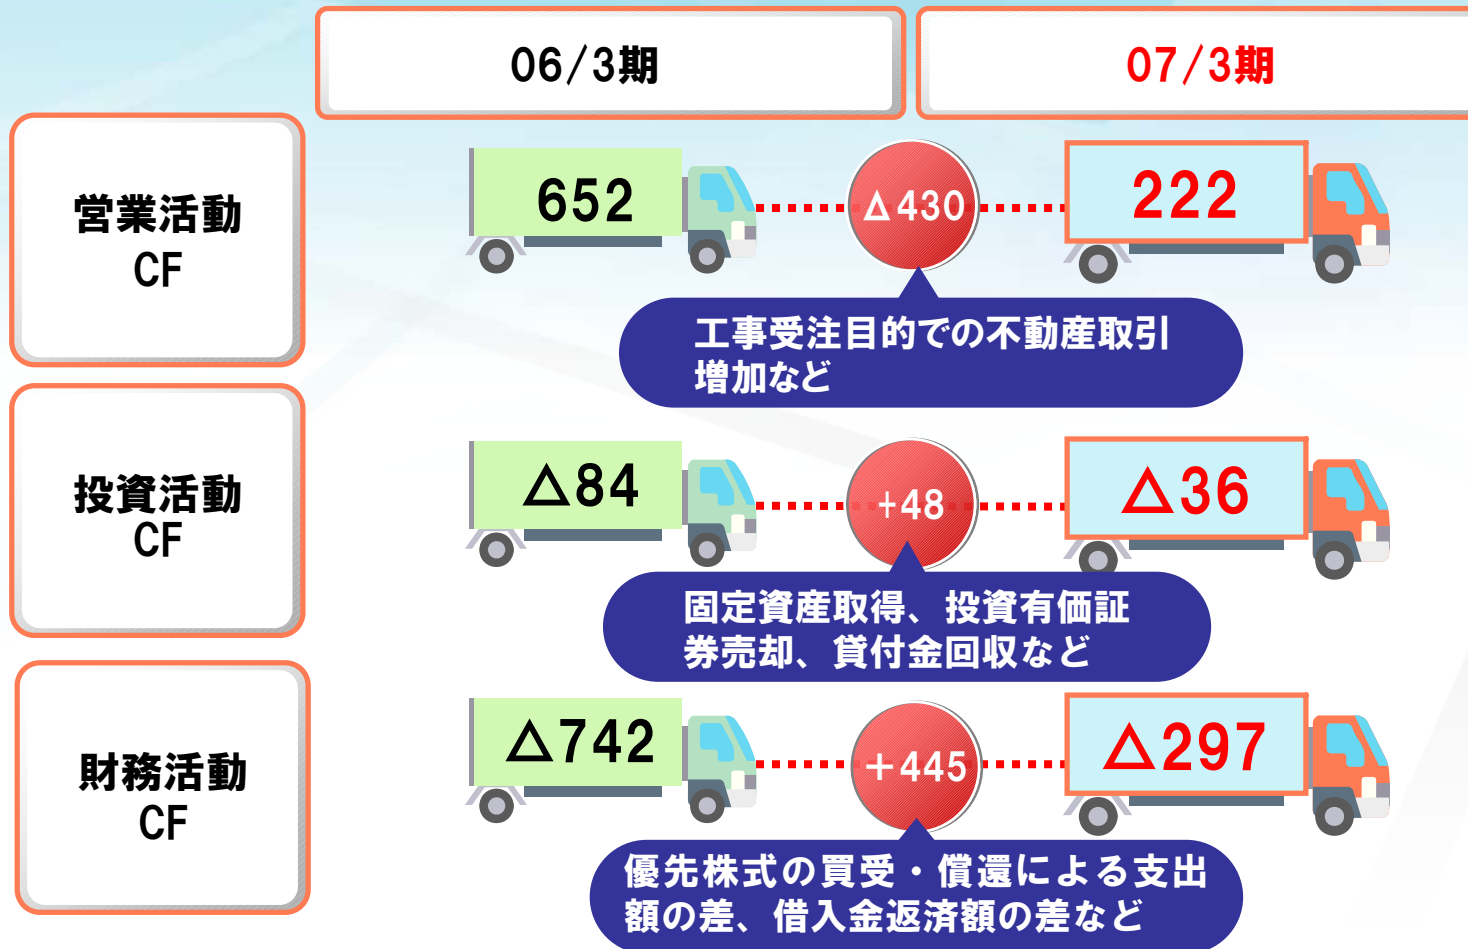 06/3期
07/3期
営業活動
CF
652
△430
222
工事受注目的での不動産取引
増加など
投資活動
CF
△84
+48
△36
固定資産取得、投資有価証
券売却、貸付金回収など
財務活動
CF
△742
+445
△297
優先株式の買受・償還による支出
額の差、借入金返済額の差など